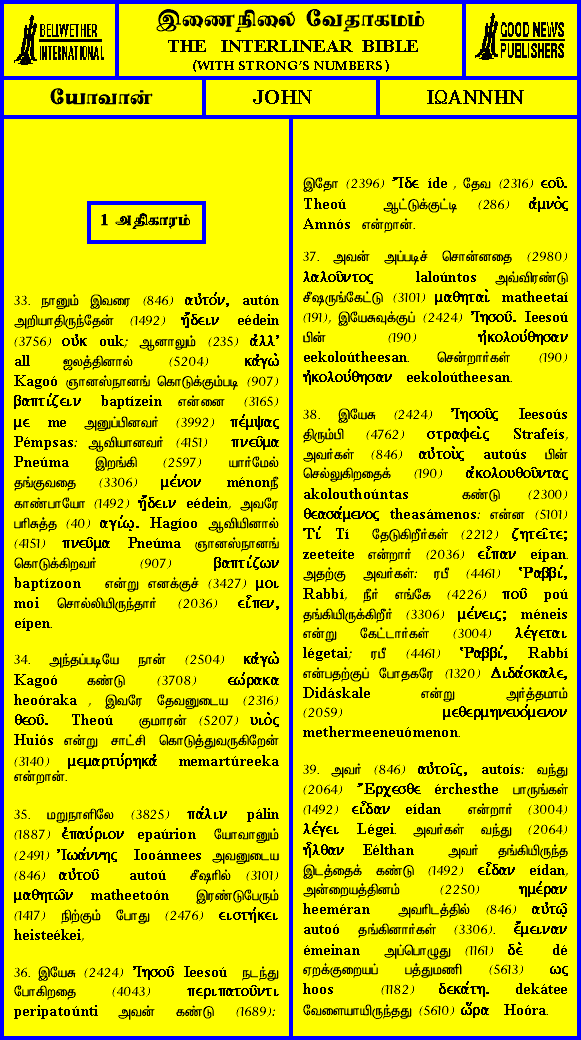 BELLWETHER
INTERNATIONAL
இணைநிலை வேதாகமம்
THE INTERLINEAR BIBLE
(WITH STRONG'S NUMBERS)
GOOD NEWS
PUBLISHERS
யோவான்
JOHN
ΙΩΑΝΝΗΝ
1 அதிகாரம்
33. நானும் இவரை (846) αὐτόν, autón
அறியாதிருந்தேன் (1492) ᾔδειν eédein
(3756) οὐκ ouk; ஆனாலும் (235) ἀλλ’
all ஜலத்தினால் (5204) κἀγὼ
Kagoó ஞானஸ்நானங் கொடுக்கும்படி (907)
βαπτίζειν baptízein என்னை (3165)
με me அனுப்பினவர் (3992) πέμψας
Pémpsas; ஆவியானவர் (4151) πνεῦμα
Pneúma இறங்கி (2597) யார்மேல்
தங்குவதை (3306) μένον ménonநீ
காண்பாயோ (1492) ᾔδειν eédein, அவரே
பரிசுத்த (40) αγίῳ. Hagíoo ஆவியினால்
(4151) πνεῦμα Pneúma ஞானஸ்நானங்
கொடுக்கிறவர் (907) βαπτίζων
baptízoon என்று எனக்குச் (3427) μοι
moi சொல்லியிருந்தார் (2036) εἶπεν,
eípen.
34. அந்தப்படியே நான் (2504) κἀγὼ
Kagoó கண்டு (3708) εώρακα
heoóraka , இவரே தேவனுடைய (2316)
θεοῦ. Theoú குமாரன் (5207) υιὸς
Huiós என்று சாட்சி கொடுத்துவருகிறேன்
(3140) μεμαρτύρηκά memartúreeka
என்றான்.
35. மறுநாளிலே (3825) πάλιν pálin
(1887) ἐπαύριον epaúrion யோவானும்
(2491) Ἰωάννης Iooánnees அவனுடைய
(846) αὐτοῦ autoú சீஷரில் (3101)
μαθητῶν matheetoón இரண்டுபேரும்
(1417) நிற்கும் போது (2476) ειστήκει
heisteékei,
36. இயேசு (2424) Ἰησοῦ Ieesoú நடந்து
போகிறதை (4043) περιπατοῦντι
peripatoúnti அவன் கண்டு (1689);
இதோ (2396) Ἴδε íde , தேவ (2316) εοῦ.
Theoú ஆட்டுக்குட்டி (286) ἀμνὸς
Amnós என்றான்.
37. அவன் அப்படிச் சொன்னதை (2980)
λαλοῦντος laloúntos அவ்விரண்டு
சீஷருங்கேட்டு (3101) μαθηταὶ matheetaí
(191), இயேசுவுக்குப் (2424) Ἰησοῦ. Ieesoú
பின் (190) ἠκολούθησαν
eekoloútheesan. சென்றார்கள் (190)
ἠκολούθησαν eekoloútheesan.
38. இயேசு (2424) Ἰησοῦς Ieesoús
திரும்பி (4762) στραφεὶς Strafeís,
அவர்கள் (846) αὐτοὺς autoús பின்
செல்லுகிறதைக் (190) ἀκολουθοῦντας
akolouthoúntas கண்டு (2300)
θεασάμενος theasámenos: என்ன (5101)
Τί Tí தேடுகிறீர்கள் (2212) ζητεῖτε;
zeeteíte என்றார் (2036) εἶπαν eípan.
அதற்கு அவர்கள்: ரபீ (4461) Ῥαββί,
Rabbí, நீர் எங்கே (4226) ποῦ poú
தங்கியிருக்கிறீர் (3306) μένεις; méneis
என்று கேட்டார்கள் (3004) λέγεται
légetai; ரபீ (4461) Ῥαββί, Rabbí
என்பதற்குப் போதகரே (1320) Διδάσκαλε,
Didáskale என்று அர்த்தமாம்
(2059) μεθερμηνευόμενον
methermeeneuómenon.
39. அவர் (846) αὐτοῖς, autoís: வந்து
(2064) Ἔρχεσθε érchesthe பாருங்கள்
(1492) εἶδαν eídan என்றார் (3004)
λέγει Légei. அவர்கள் வந்து (2064)
ἦλθαν Eélthan அவர் தங்கியிருந்த
இடத்தைக் கண்டு (1492) εἶδαν eídan,
அன்றையத்தினம் (2250) ημέραν
heeméran அவரிடத்தில் (846) αὐτῷ
autoó தங்கினார்கள் (3306). ἔμειναν
émeinan அப்பொழுது (1161) δὲ dé
ஏறக்குறையப் பத்துமணி (5613) ως
hoos (1182) δεκάτη. dekátee
வேளையாயிருந்தது (5610) ὥρα Hoóra.